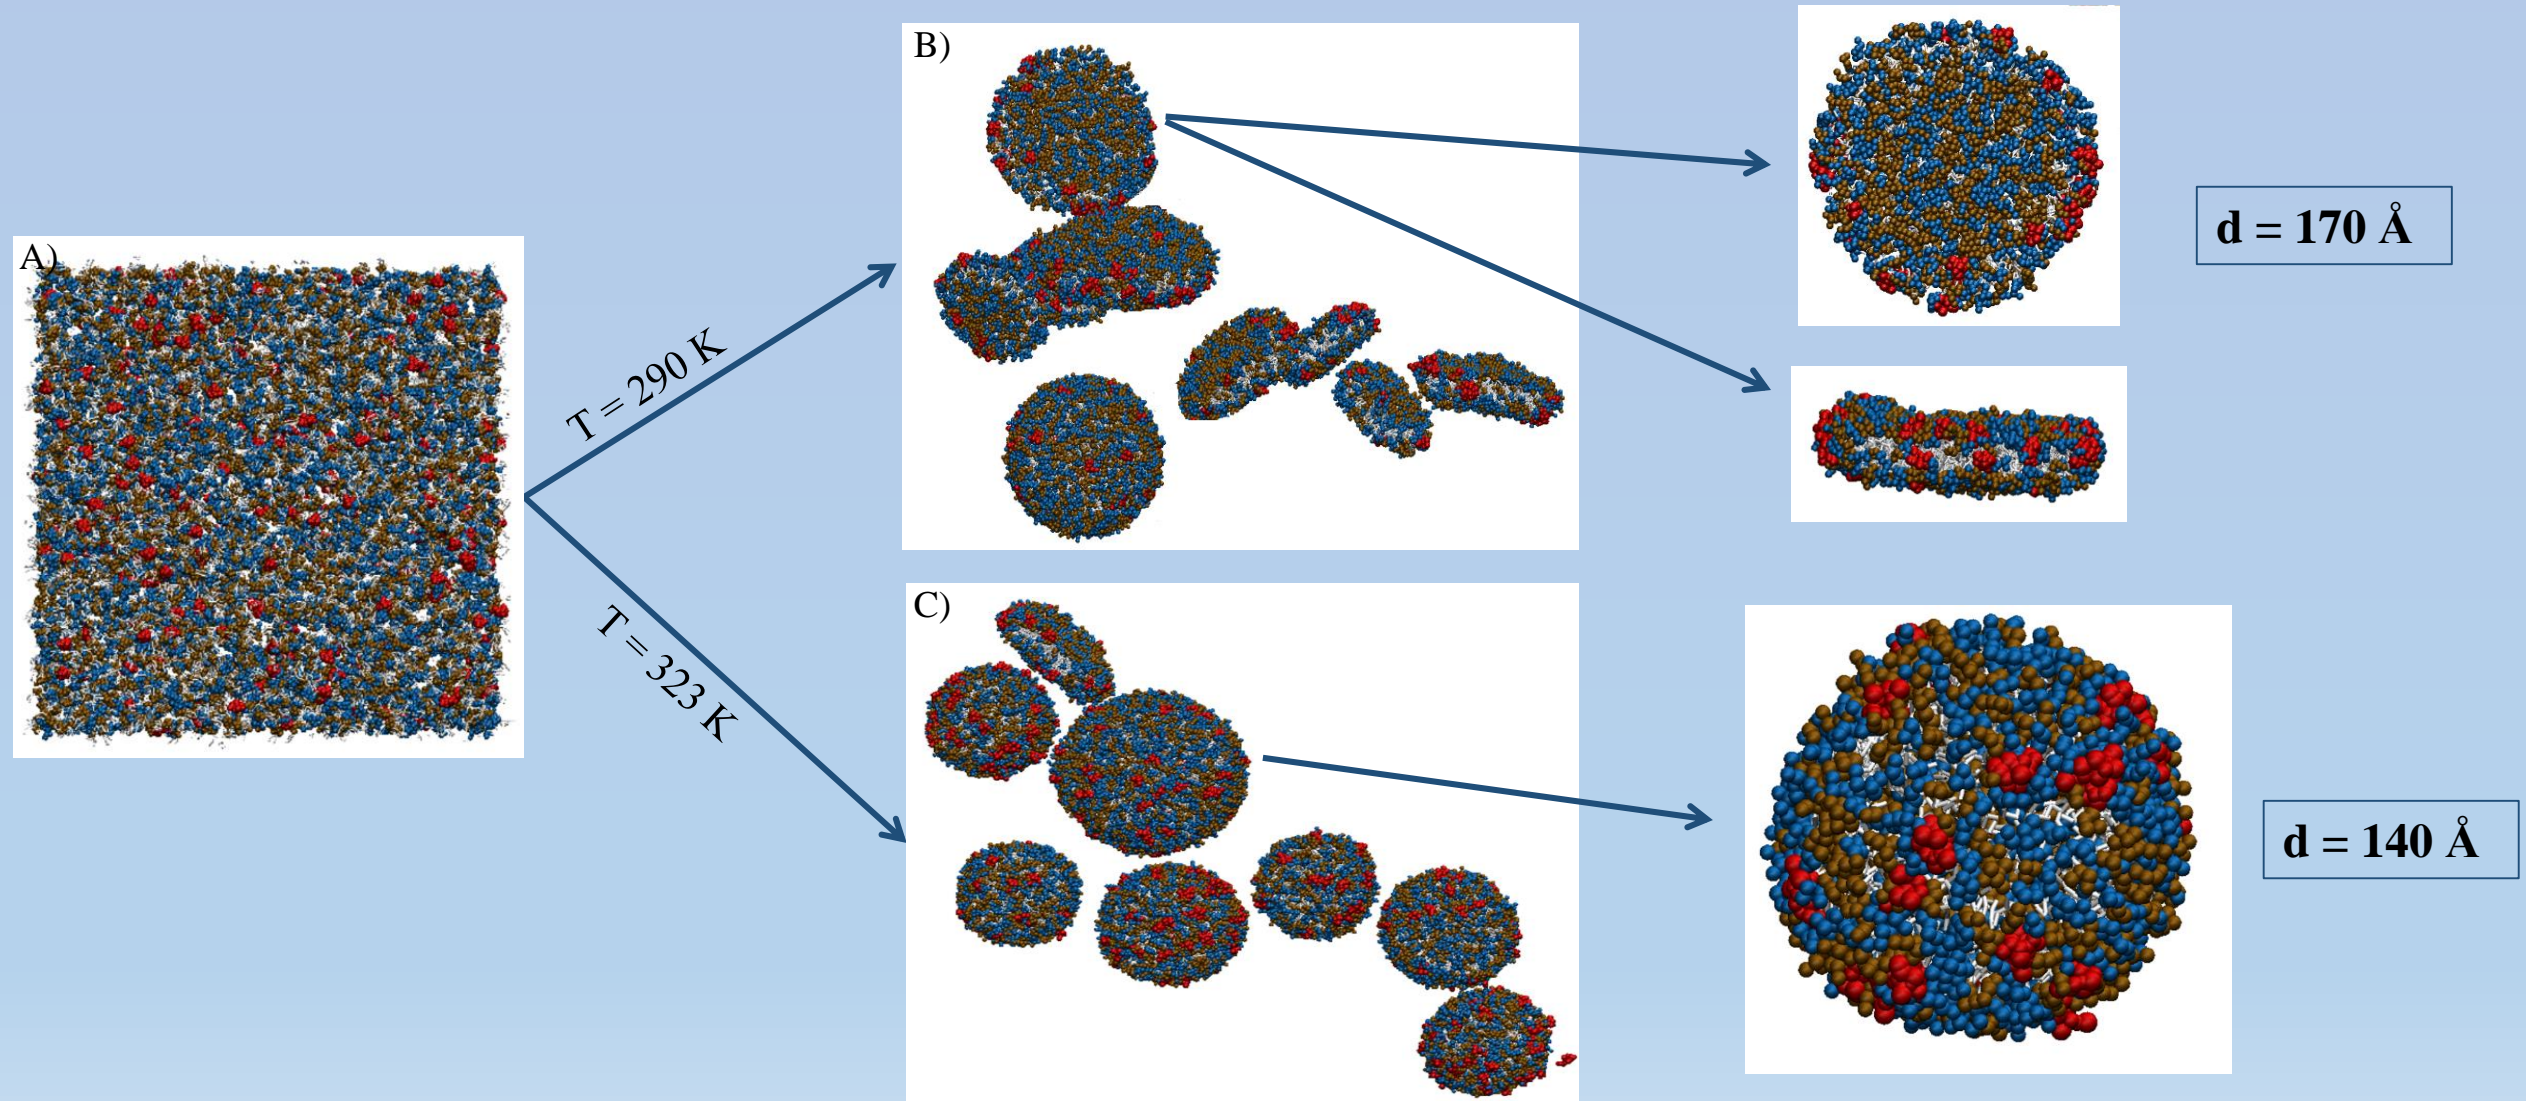 A)
T = 290 K
T = 323 K
B)
C)
d = 170 Å
d = 140 Å